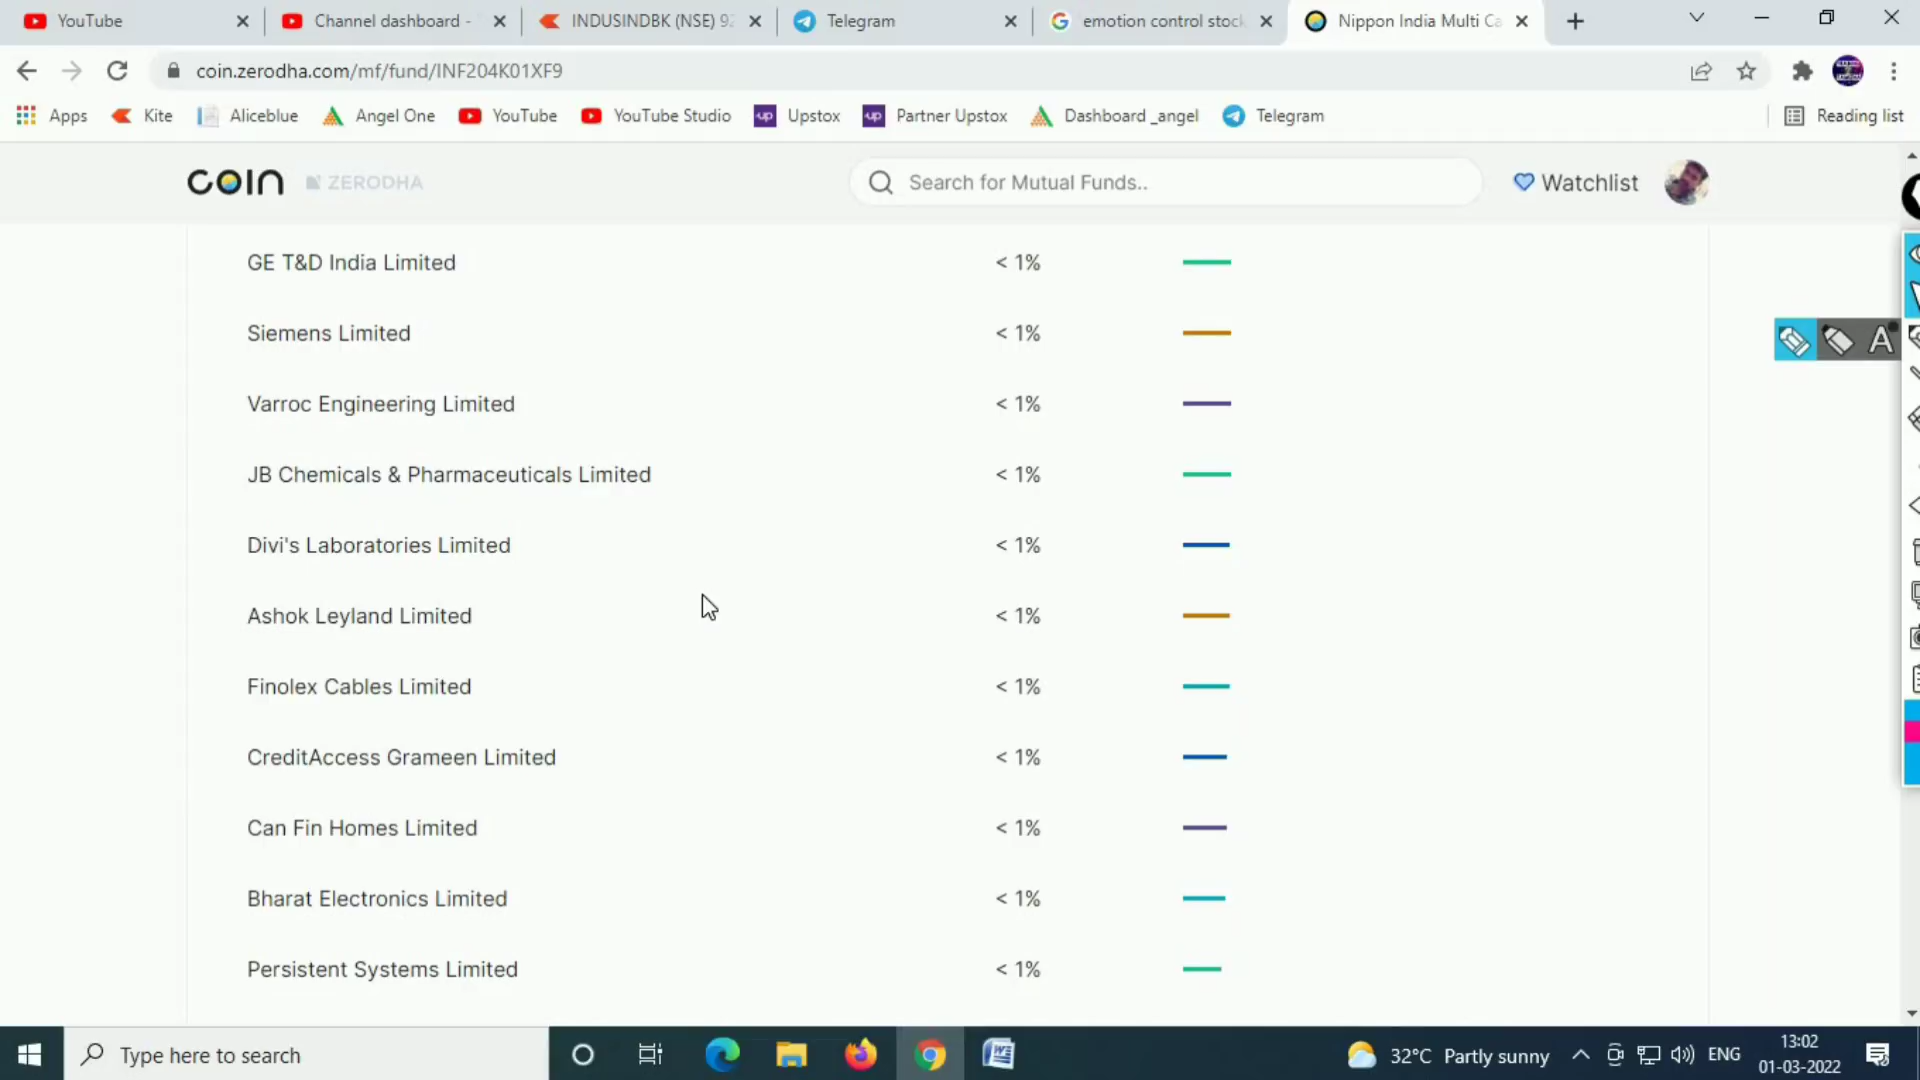 YouTube
Channel dashboard -
INDUSINDBK (NSE) 92
Telegram
emotion control stock
Nippon India Multi Ca
coin.zerodha.com/mf/fund/INF204K01XF9
Apps
Kite
Aliceblue
Angel One
YouTube
YouTube Studio
up
Upstox
up
Partner Upstox
Dashboard _angel
Telegram
Reading list
coin
ZERODHA
Search for Mutual Funds..
Watchlist
GE T&D India Limited < 1%
Siemens Limited < 1%
A
Varroc Engineering Limited < 1%
JB Chemicals & Pharmaceuticals Limited < 1%
Divi's Laboratories Limited < 1%
Ashok Leyland Limited < 1%
Finolex Cables Limited < 1%
CreditAccess Grameen Limited < 1%
Can Fin Homes Limited < 1%
Bharat Electronics Limited < 1%
Persistent Systems Limited < 1%
Type here to search
32°C Partly sunny
ENG
13:02
01-03-2022